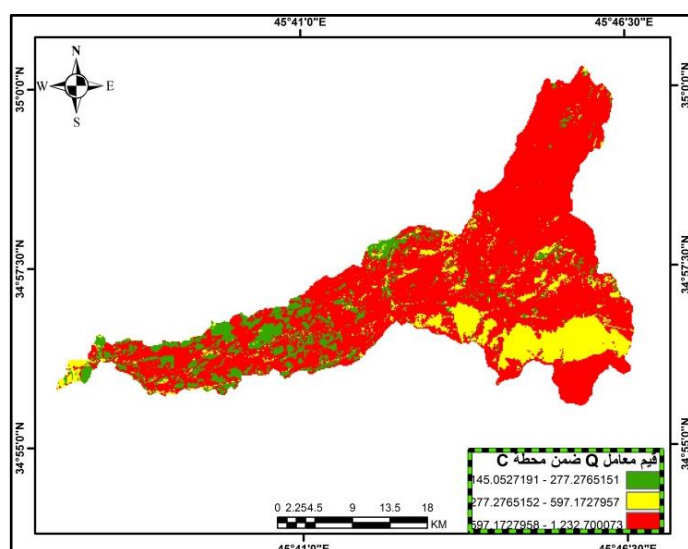 45°41'0"E
45°46'30"E
N
W E
S
35°0'0"N
35°0'0"N
34°57'30"N
34°57'30"N
34°55'0"N
34°55'0"N
قيم معامل Q ضمن محطة C
145.0527191 - 277.2765151
277.2765152 - 597.1727957
597.1727958 - 1,232.700073
0 2.254.5 9 13.5 18
KM
45°41'0"E
45°46'30"E